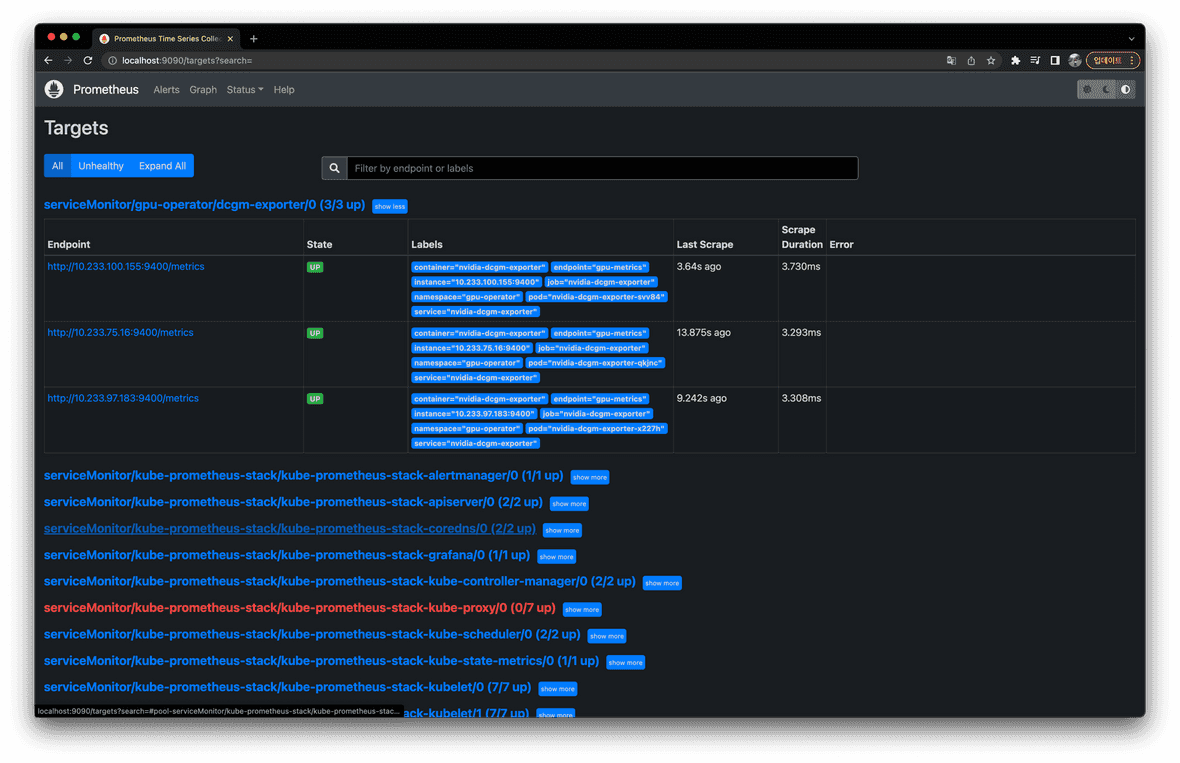 Prometheus Time Series Colle
localhost:9090/targets?search=
업데이트
Prometheus Alerts Graph Status Help
Targets
All Unhealthy Expand All
Filter by endpoint or labels
serviceMonitor/gpu-operator/dcgm-exporter/0 (3/3 up) show less
Endpoint State Labels Last Scrape Scrape Duration Error
http://10.233.100.155:9400/metrics UP container="nvidia-dcgm-exporter" endpoint="gpu-metrics" 3.64s ago 3.730ms
instance="10.233.100.155:9400" job="nvidia-dcgm-exporter"
namespace="gpu-operator" pod="nvidia-dcgm-exporter-svv84"
service="nvidia-dcgm-exporter"
http://10.233.75.16:9400/metrics UP container="nvidia-dcgm-exporter" endpoint="gpu-metrics" 13.875s ago 3.293ms
instance="10.233.75.16:9400" job="nvidia-dcgm-exporter"
namespace="gpu-operator" pod="nvidia-dcgm-exporter-qkjnc"
service="nvidia-dcgm-exporter"
http://10.233.97.183:9400/metrics UP container="nvidia-dcgm-exporter" endpoint="gpu-metrics" 9.242s ago 3.308ms
instance="10.233.97.183:9400" job="nvidia-dcgm-exporter"
namespace="gpu-operator" pod="nvidia-dcgm-exporter-x227h"
service="nvidia-dcgm-exporter"
serviceMonitor/kube-prometheus-stack/kube-prometheus-stack-alertmanager/0 (1/1 up) show more
serviceMonitor/kube-prometheus-stack/kube-prometheus-stack-apiserver/0 (2/2 up) show more
serviceMonitor/kube-prometheus-stack/kube-prometheus-stack-coredns/0 (2/2 up) show more
serviceMonitor/kube-prometheus-stack/kube-prometheus-stack-grafana/0 (1/1 up) show more
serviceMonitor/kube-prometheus-stack/kube-prometheus-stack-kube-controller-manager/0 (2/2 up) show more
serviceMonitor/kube-prometheus-stack/kube-prometheus-stack-kube-proxy/0 (0/7 up) show more
serviceMonitor/kube-prometheus-stack/kube-prometheus-stack-kube-scheduler/0 (2/2 up) show more
serviceMonitor/kube-prometheus-stack/kube-prometheus-stack-kube-state-metrics/0 (1/1 up) show more
serviceMonitor/kube-prometheus-stack/kube-prometheus-stack-kubelet/0 (7/7 up) show more
localhost:9090/targets?search=#pool-serviceMonitor/kube-prometheus-stack/kube-prometheus-stac... ack-kubelet/1 (7/7 up) show more